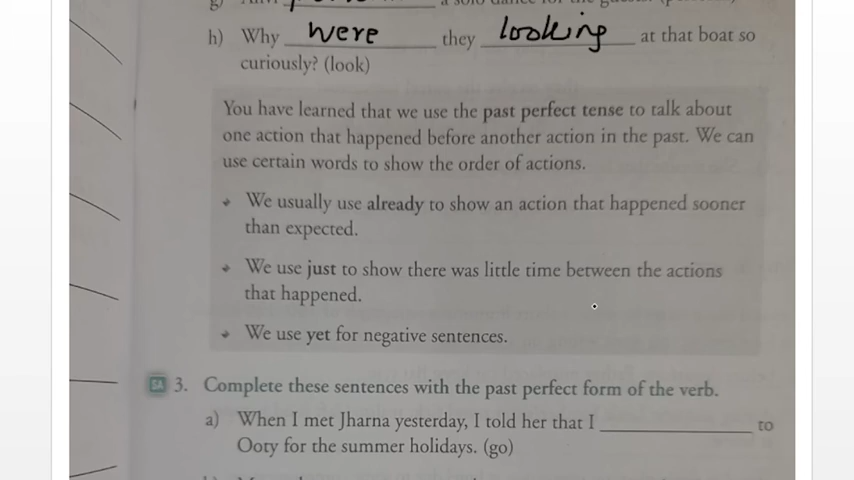 h) Why were they looking at that boat so
curiously? (look)
You have learned that we use the past perfect tense to talk about
one action that happened before another action in the past. We can
use certain words to show the order of actions.
We usually use already to show an action that happened sooner
than expected.
We use just to show there was little time between the actions
that happened.
We use yet for negative sentences.
SA 3. Complete these sentences with the past perfect form of the verb.
a) When I met Jharna yesterday, I told her that I ____________ to
Ooty for the summer holidays. (go)